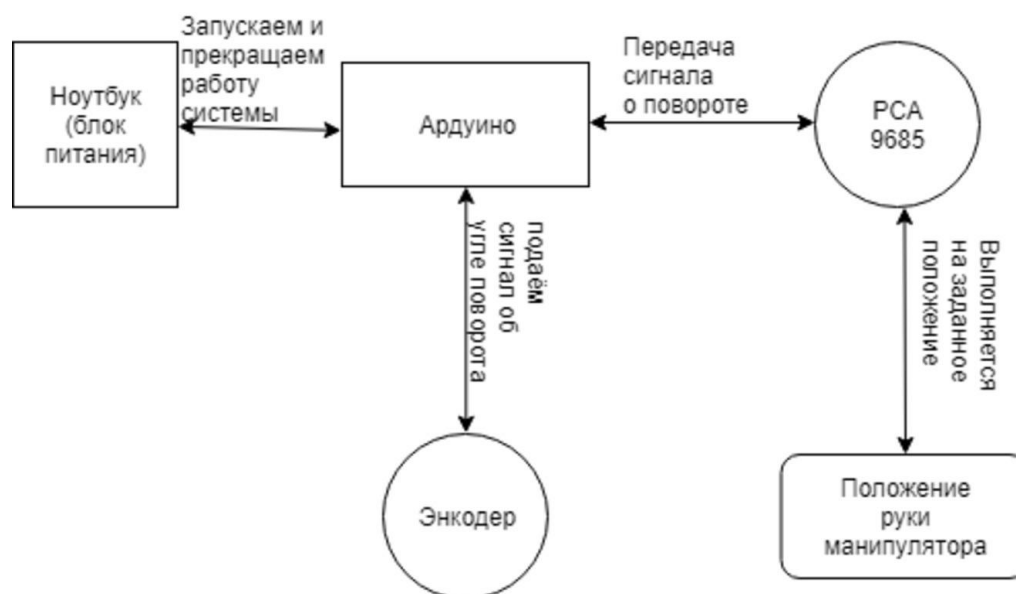 Запускаем и
прекращаем
работу
системы
Ноутбук
(блок
питания)
Ардуино
Передача
сигнала
о повороте
PCA
9685
подаём
сигнал об
угле поворота
Выполняется
на заданное
положение
Энкодер
Положение
руки
манипулятора